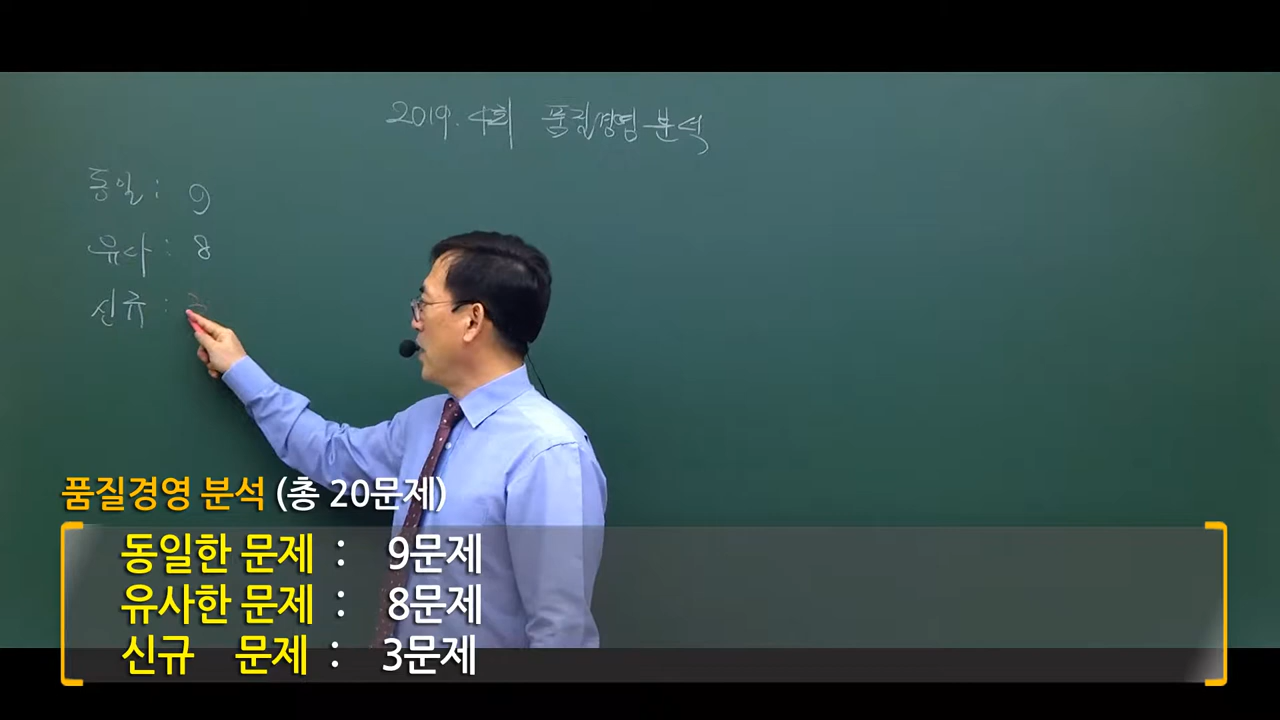 2019. 4회 품질경영 분석
동일 : 9
유사 : 8
신규 :
품질경영 분석 (총 20문제)
동일한 문제 : 9문제
유사한 문제 : 8문제
신규 문제 : 3문제